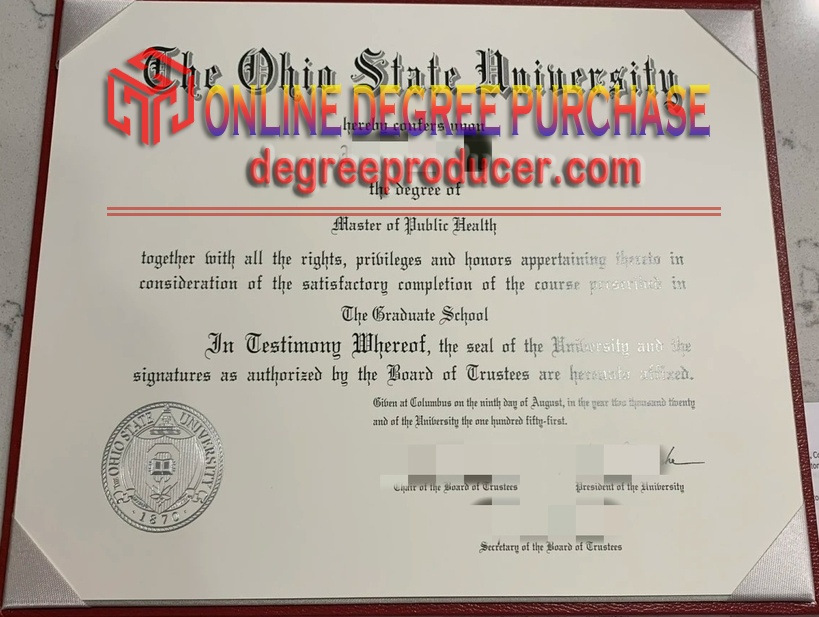 The Ohio State University
ONLINE DEGREE PURCHASE
hereby confers upon
degreeproducer.com
the degree of
Master of Public Health
together with all the rights, privileges and honors appertaining thereto in
consideration of the satisfactory completion of the course in
The Graduate School
In Testimony Whereof, the seal of the University and the
signatures as authorized by the Board of Trustees are hereunto affixed.
Given at Columbus on the ninth day of August, in the year two thousand twenty
and of the University the one hundred fifty-first.
THE OHIO STATE UNIVERSITY
· 1870 ·
Chair of the Board of Trustees
President of the University
Secretary of the Board of Trustees